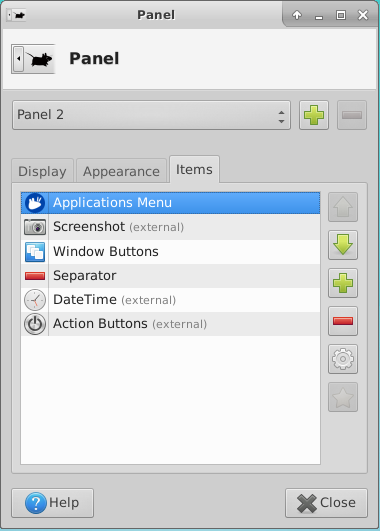 Panel
Panel
Panel 2
Display Appearance Items
Applications Menu
Screenshot (external)
Window Buttons
Separator
DateTime (external)
Action Buttons (external)
Help Close